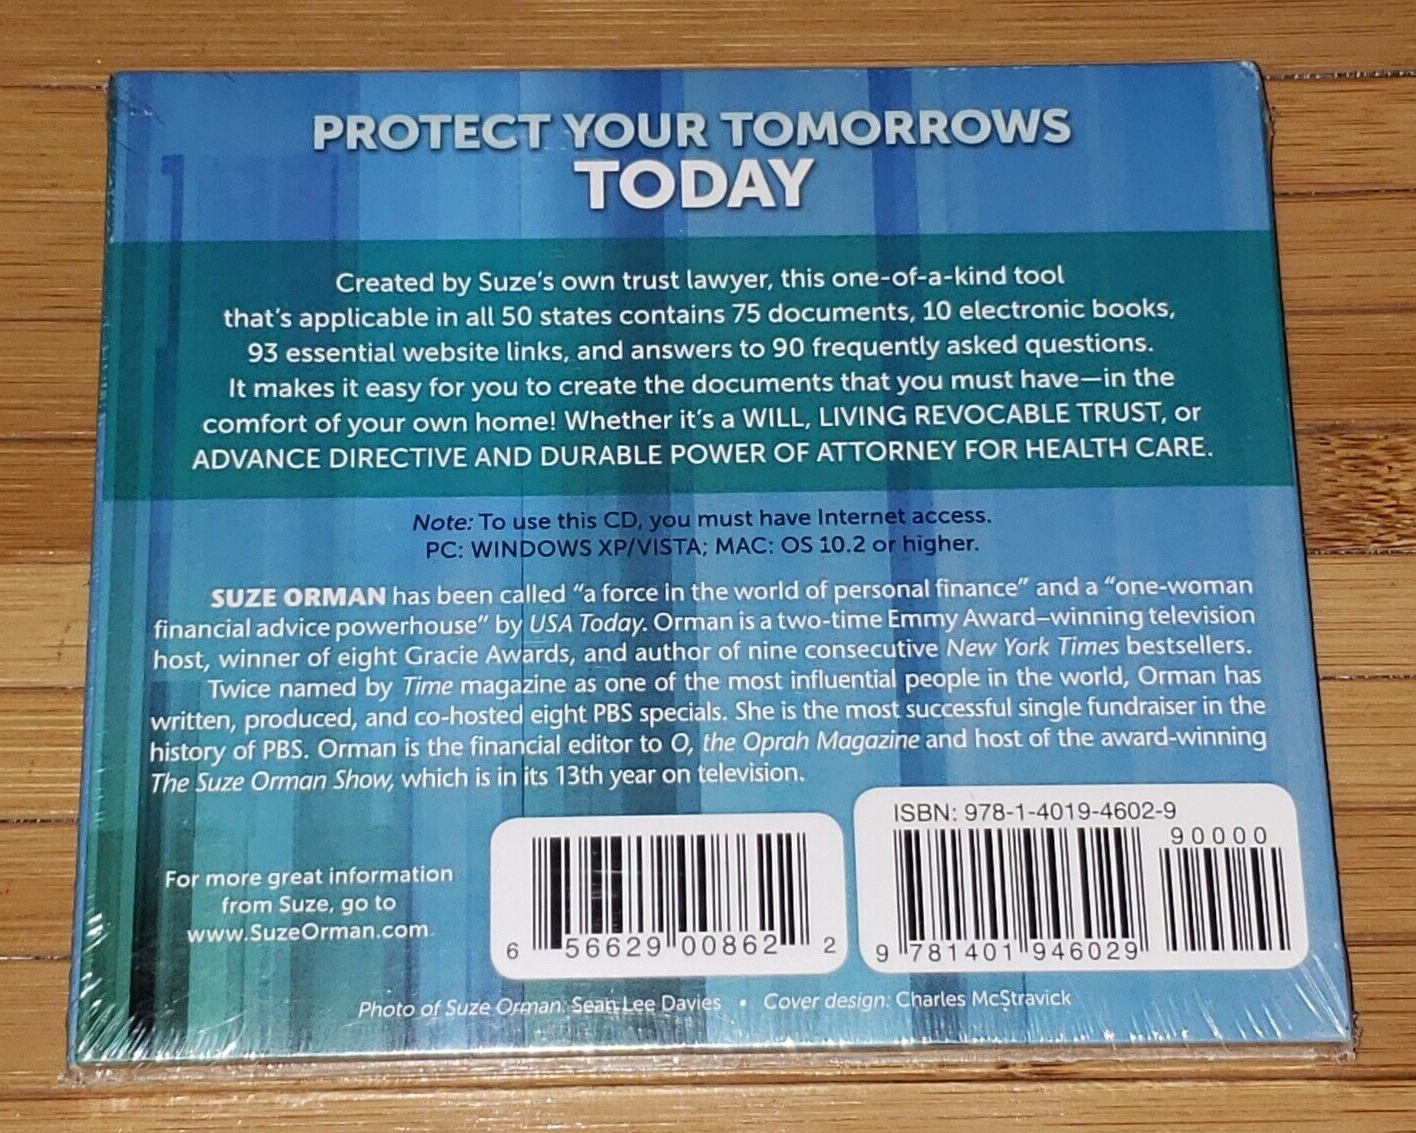 PROTECT YOUR TOMORROWS
TODAY
Created by Suze's own trust lawyer, this one-of-a-kind tool
that's applicable in all 50 states contains 75 documents, 10 electronic books,
93 essential website links, and answers to 90 frequently asked questions.
It makes it easy for you to create the documents that you must have—in the
comfort of your own home! Whether it's a WILL, LIVING REVOCABLE TRUST, or
ADVANCE DIRECTIVE AND DURABLE POWER OF ATTORNEY FOR HEALTH CARE.
Note: To use this CD, you must have Internet access.
PC: WINDOWS XP/VISTA; MAC: OS 10.2 or higher.
SUZE ORMAN has been called “a force in the world of personal finance” and a “one-woman
financial advice powerhouse” by USA Today. Orman is a two-time Emmy Award–winning television
host, winner of eight Gracie Awards, and author of nine consecutive New York Times bestsellers.
Twice named by Time magazine as one of the most influential people in the world, Orman has
written, produced, and co-hosted eight PBS specials. She is the most successful single fundraiser in the
history of PBS. Orman is the financial editor to O, the Oprah Magazine and host of the award-winning
The Suze Orman Show, which is in its 13th year on television.
For more great information
from Suze, go to
www.SuzeOrman.com
6 56629 00862 2
ISBN: 978-1-4019-4602-9
90000
9 781401 946029
Photo of Suze Orman: Sean Lee Davies • Cover design: Charles McStravick